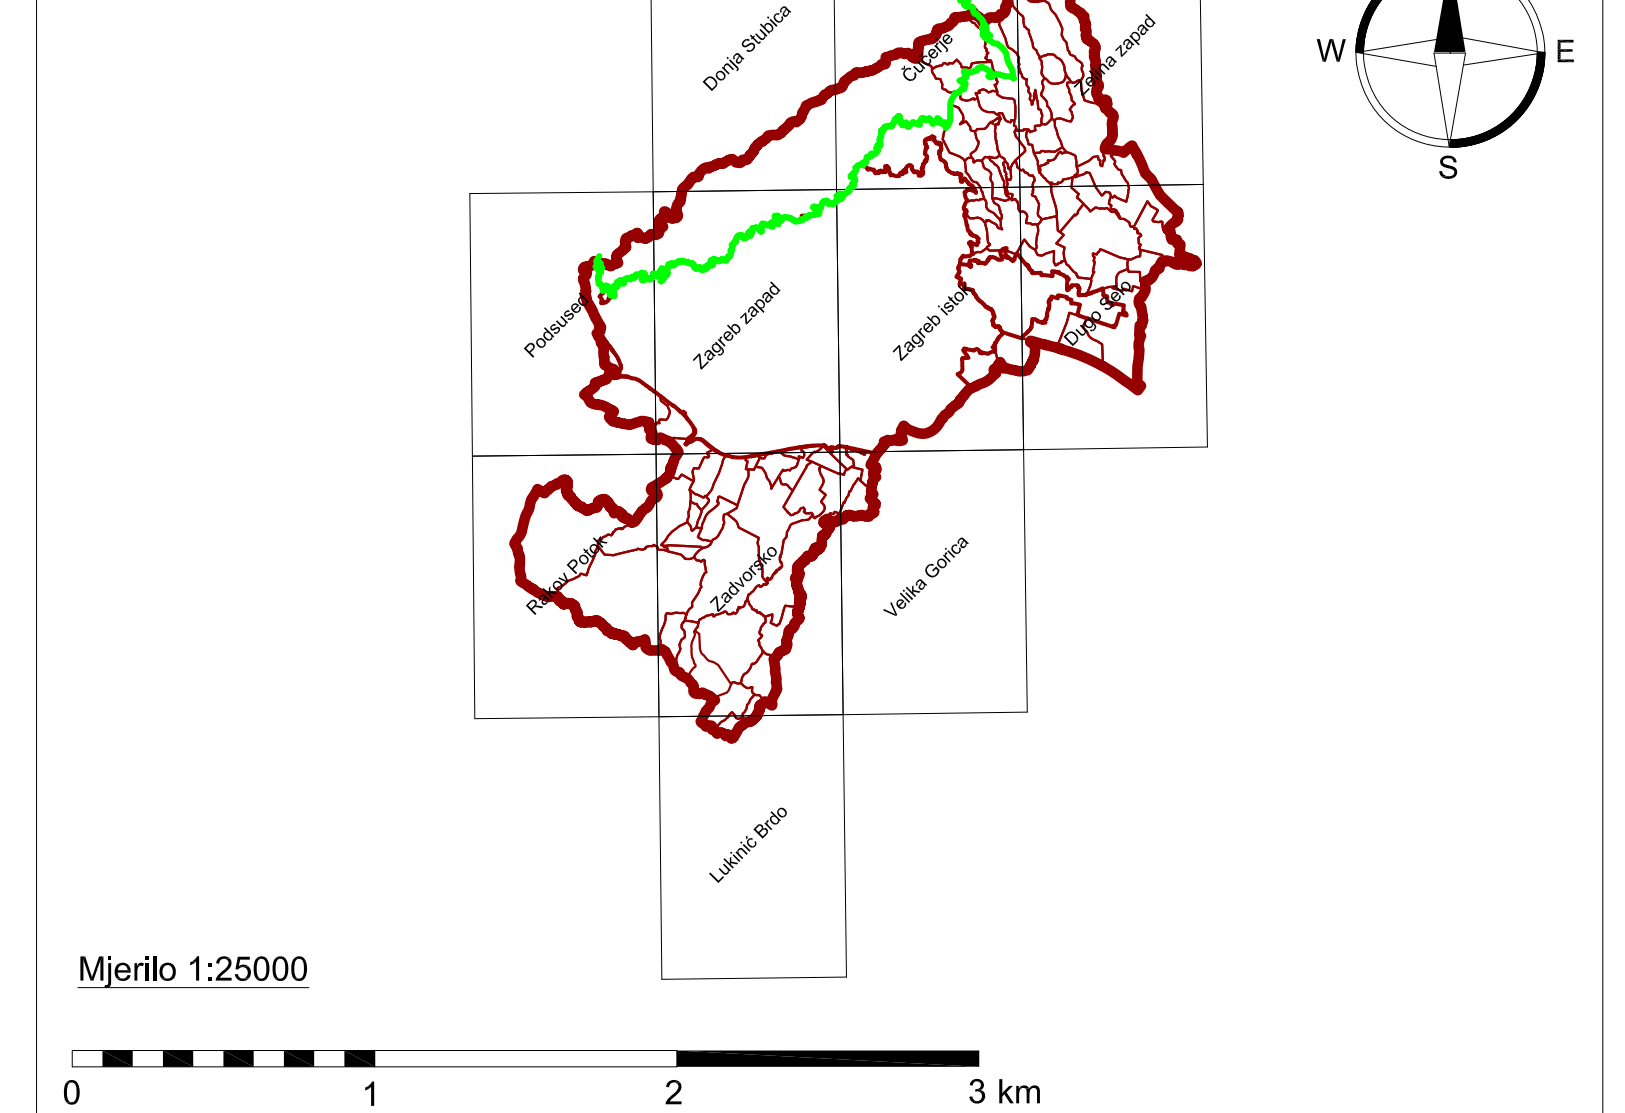 Donja Stubica
Čučerje
Zelina zapad
W
E
S
Podsused
Zagreb zapad
Zagreb istok
Dugo Selo
Rakov Potok
Zadvorsko
Velika Gorica
Lukinić Brdo
Mjerilo 1:25000
0 1 2 3 km